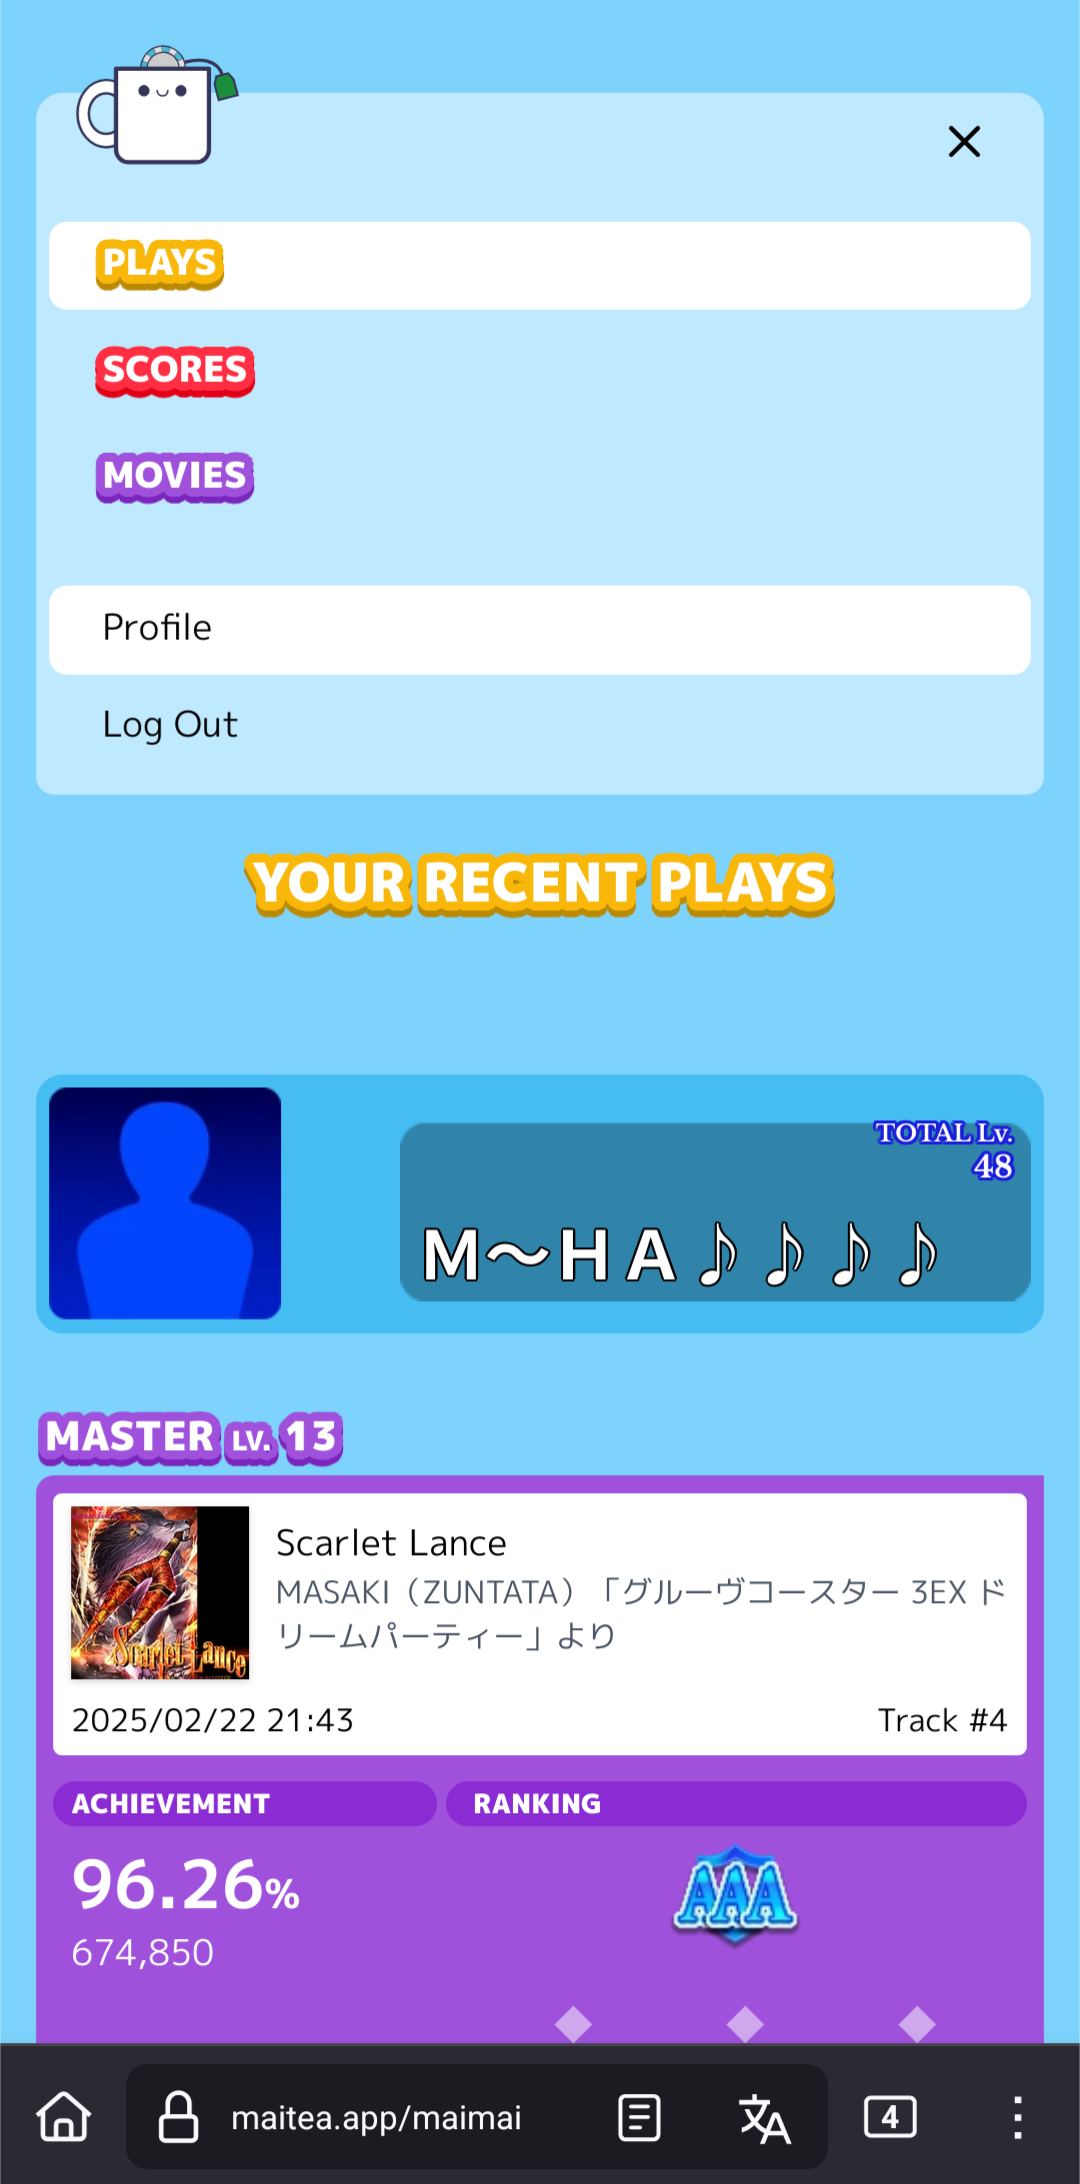 PLAYS
SCORES
MOVIES
Profile
Log Out
YOUR RECENT PLAYS
TOTAL Lv.
48
M～HA♪♪♪♪
MASTER LV. 13
Scarlet Lance
Scarlet Lance
MASAKI（ZUNTATA）「グルーヴコースター 3EX ド
リームパーティー」より
2025/02/22 21:43
Track #4
ACHIEVEMENT
RANKING
96.26%
AAA
674,850
maitea.app/maimai
4